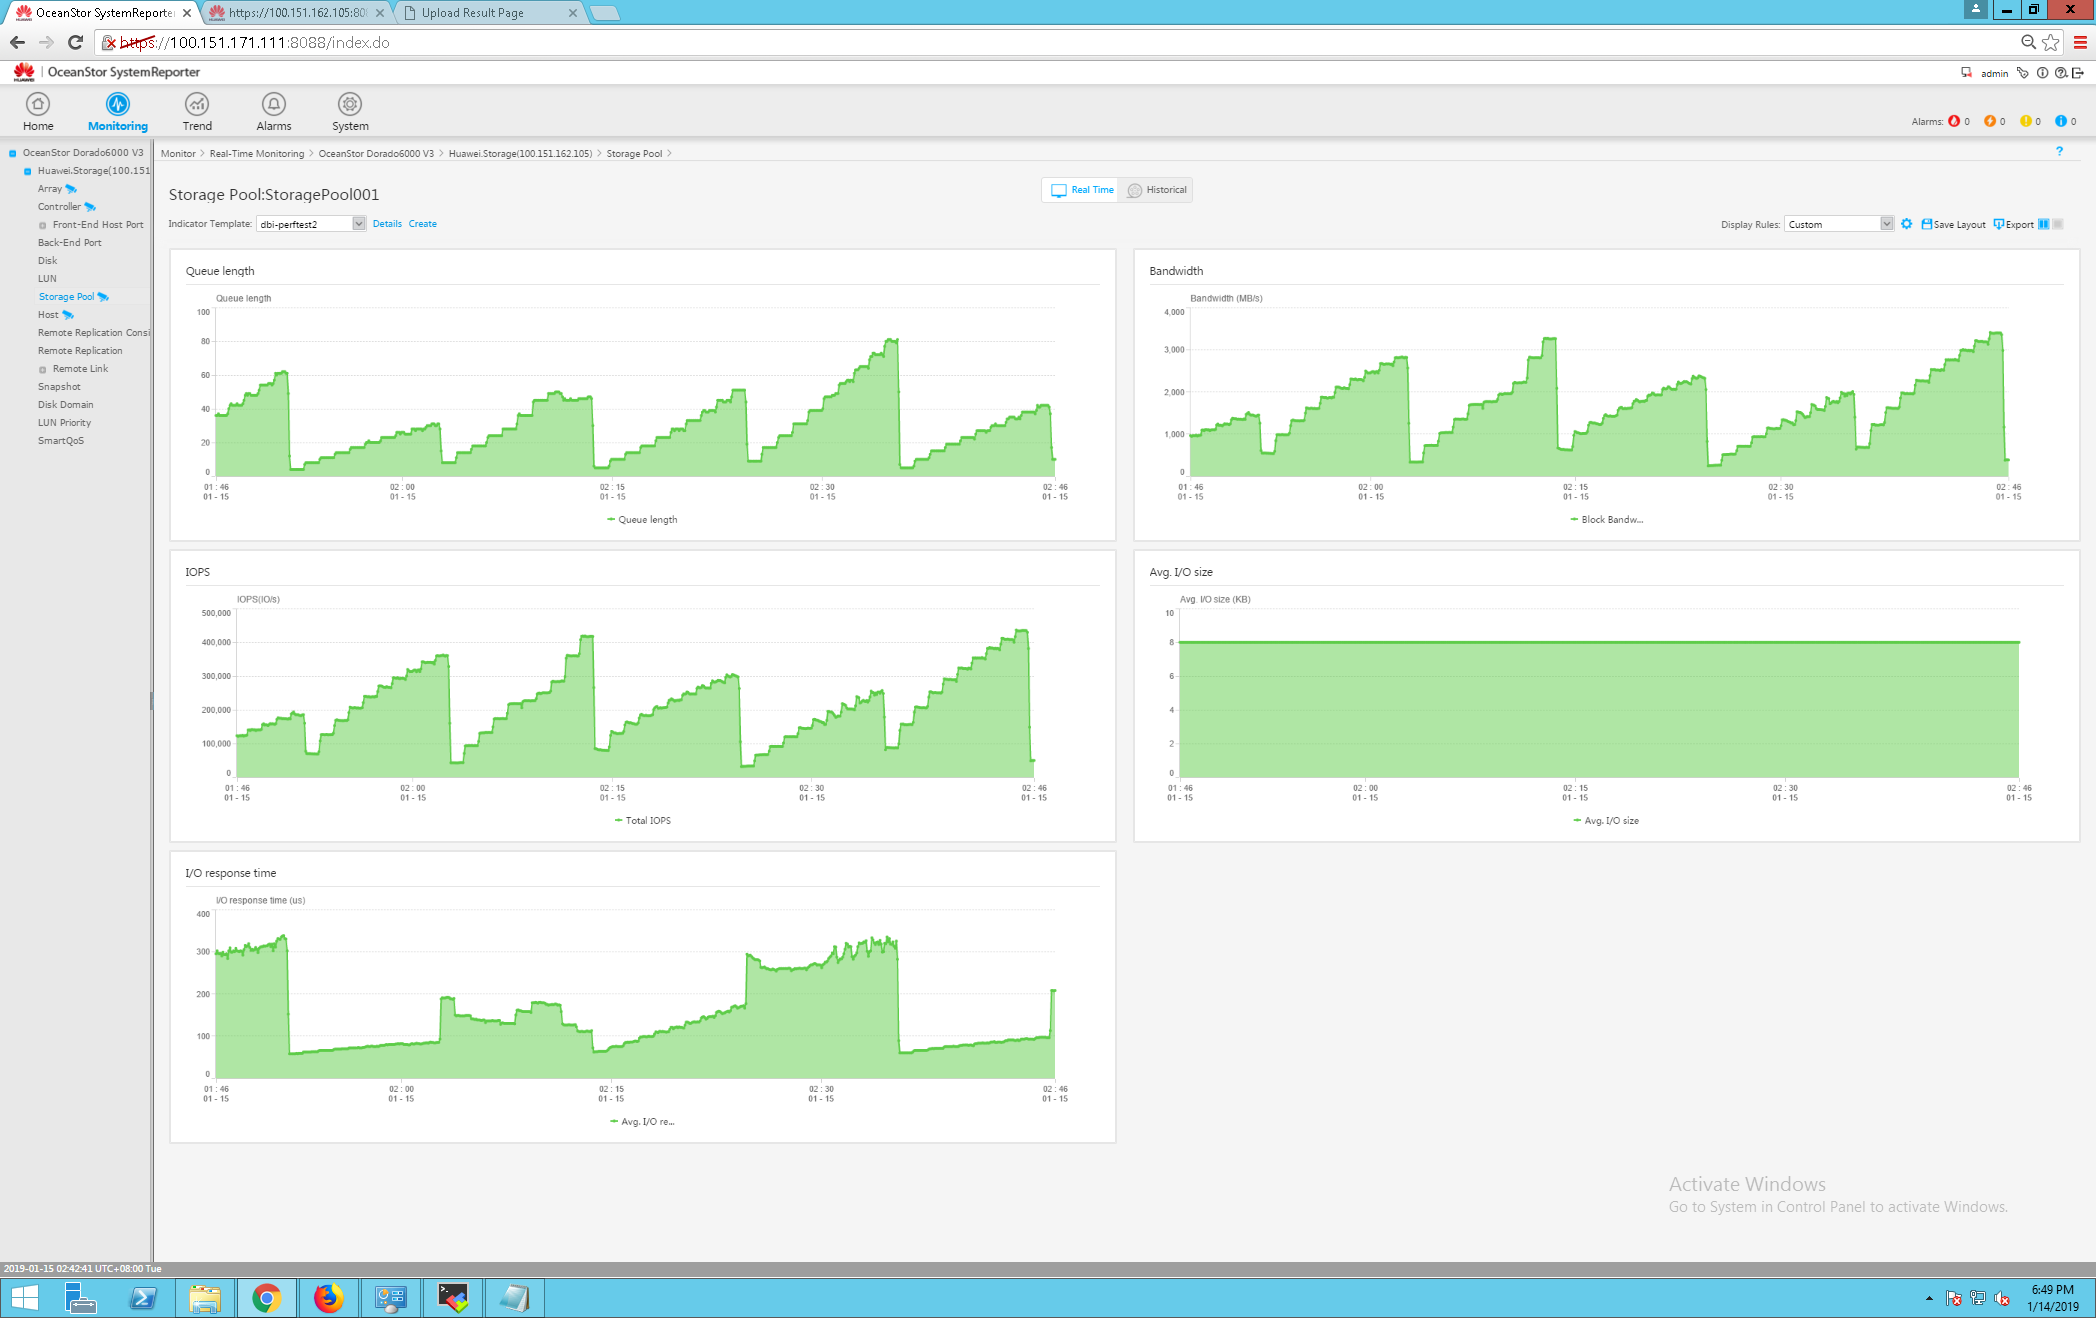 OceanStor SystemReporte
https://100.151.162.105:80
Upload Result Page
https://100.151.171.111:8088/index.do
HUAWEI
OceanStor SystemReporter
admin
Home
Monitoring
Trend
Alarms
System
Alarms: 0 0 0 0
OceanStor Dorado6000 V3
Huawei.Storage(100.151
Array
Controller
Front-End Host Port
Back-End Port
Disk
LUN
Storage Pool
Host
Remote Replication Consi
Remote Replication
Remote Link
Snapshot
Disk Domain
LUN Priority
SmartQoS
Monitor > Real-Time Monitoring > OceanStor Dorado6000 V3 > Huawei.Storage(100.151.162.105) > Storage Pool >
?
Storage Pool:StoragePool001
Real Time
Historical
Indicator Template: dbi-perftest2 Details Create
Display Rules: Custom Save Layout Export
Queue length
Queue length
100
80
60
40
20
0
01 : 46 02 : 00 02 : 15 02 : 30 02 : 46
01 - 15 01 - 15 01 - 15 01 - 15 01 - 15
Queue length
Bandwidth
Bandwidth (MB/s)
4,000
3,000
2,000
1,000
0
01 : 46 02 : 00 02 : 15 02 : 30 02 : 46
01 - 15 01 - 15 01 - 15 01 - 15 01 - 15
Block Bandw...
IOPS
IOPS(IO/s)
500,000
400,000
300,000
200,000
100,000
0
01 : 46 02 : 00 02 : 15 02 : 30 02 : 46
01 - 15 01 - 15 01 - 15 01 - 15 01 - 15
Total IOPS
Avg. I/O size
Avg. I/O size (KB)
10
8
6
4
2
0
01 : 46 02 : 00 02 : 15 02 : 30 02 : 46
01 - 15 01 - 15 01 - 15 01 - 15 01 - 15
Avg. I/O size
I/O response time
I/O response time (us)
400
300
200
100
0
01 : 46 02 : 00 02 : 15 02 : 30 02 : 46
01 - 15 01 - 15 01 - 15 01 - 15 01 - 15
Avg. I/O re...
Activate Windows
Go to System in Control Panel to activate Windows.
2019-01-15 02:42:41 UTC+08:00 Tue
6:49 PM
1/14/2019